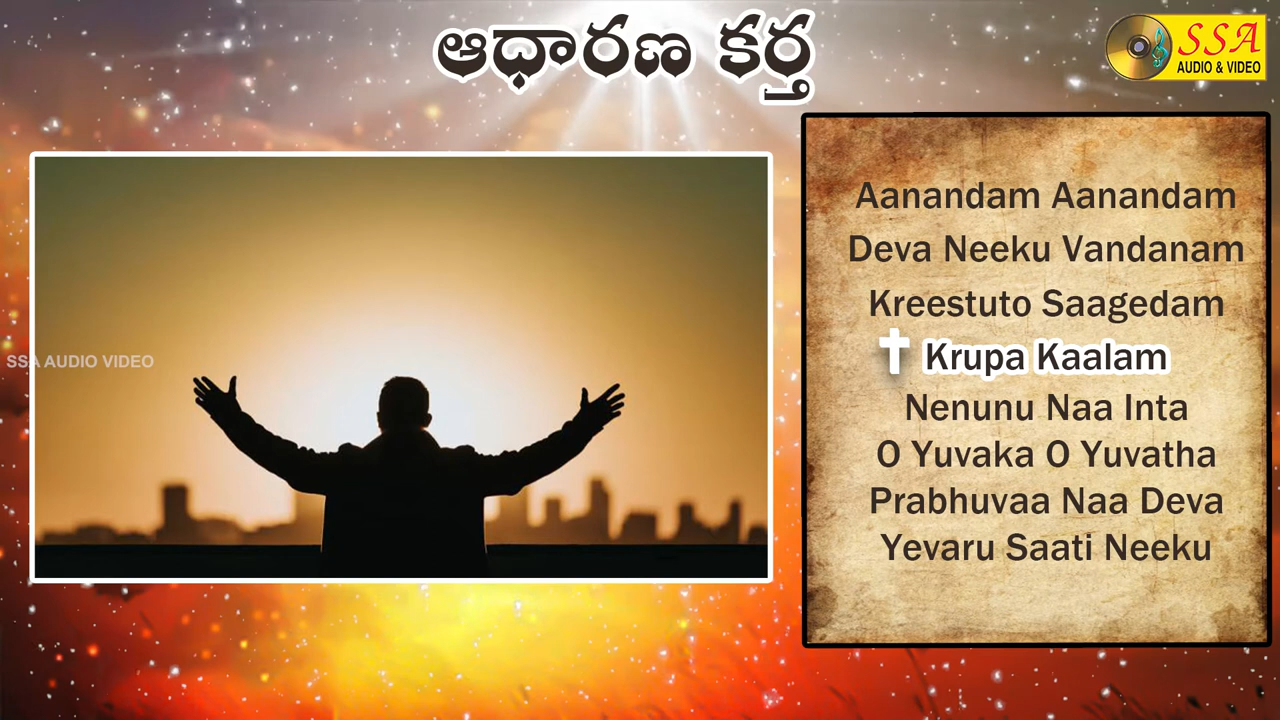 ఆధారణ కర్త
SSA
AUDIO & VIDEO
Aanandam Aanandam
Deva Neeku Vandanam
Kreestuto Saagedam
Krupa Kaalam
Nenunu Naa Inta
O Yuvaka O Yuvatha
Prabhuvaa Naa Deva
Yevaru Saati Neeku
SSA AUDIO VIDEO